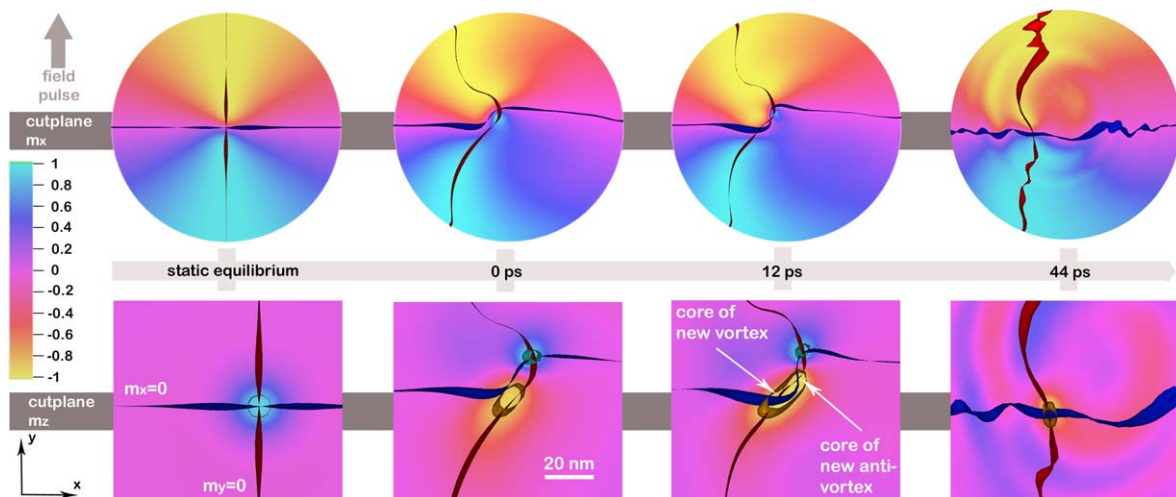 field
pulse
cutplane
mx
1
0.8
0.6
0.4
0.2
0
-0.2
-0.4
-0.6
-0.8
-1
static equilibrium
0 ps
12 ps
44 ps
mx=0
my=0
20 nm
core of
new vortex
core of
new anti-
vortex
cutplane
mz
y
x